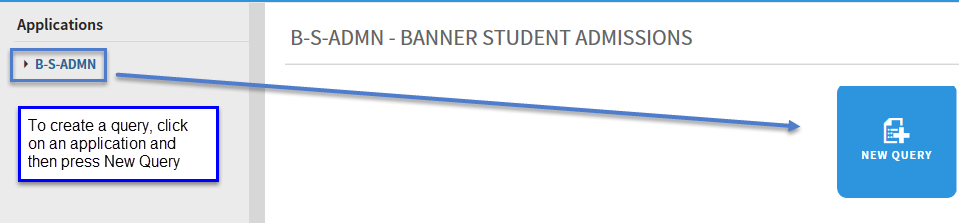 Applications
B-S-ADMN
To create a query, click
on an application and
then press New Query
B-S-ADMN - BANNER STUDENT ADMISSIONS
NEW QUERY